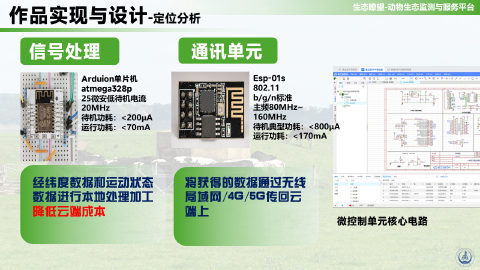 作品实现与设计-定位分析
生态瞭望-动物生态监测与服务平台
信号处理
通讯单元
Arduion单片机
atmega328p
25微安低待机电流
20MHz
待机功耗：<200μA
运行功耗：<70mA
Esp-01s
802.11
b/g/n标准
主频80MHz~
160MHz
待机典型功耗：<800μA
运行功耗：<170mA
经纬度数据和运动状态
数据进行本地处理加工
降低云端成本
将获得的数据通过无线
局域网/4G/5G传回云
端上
微控制单元核心电路